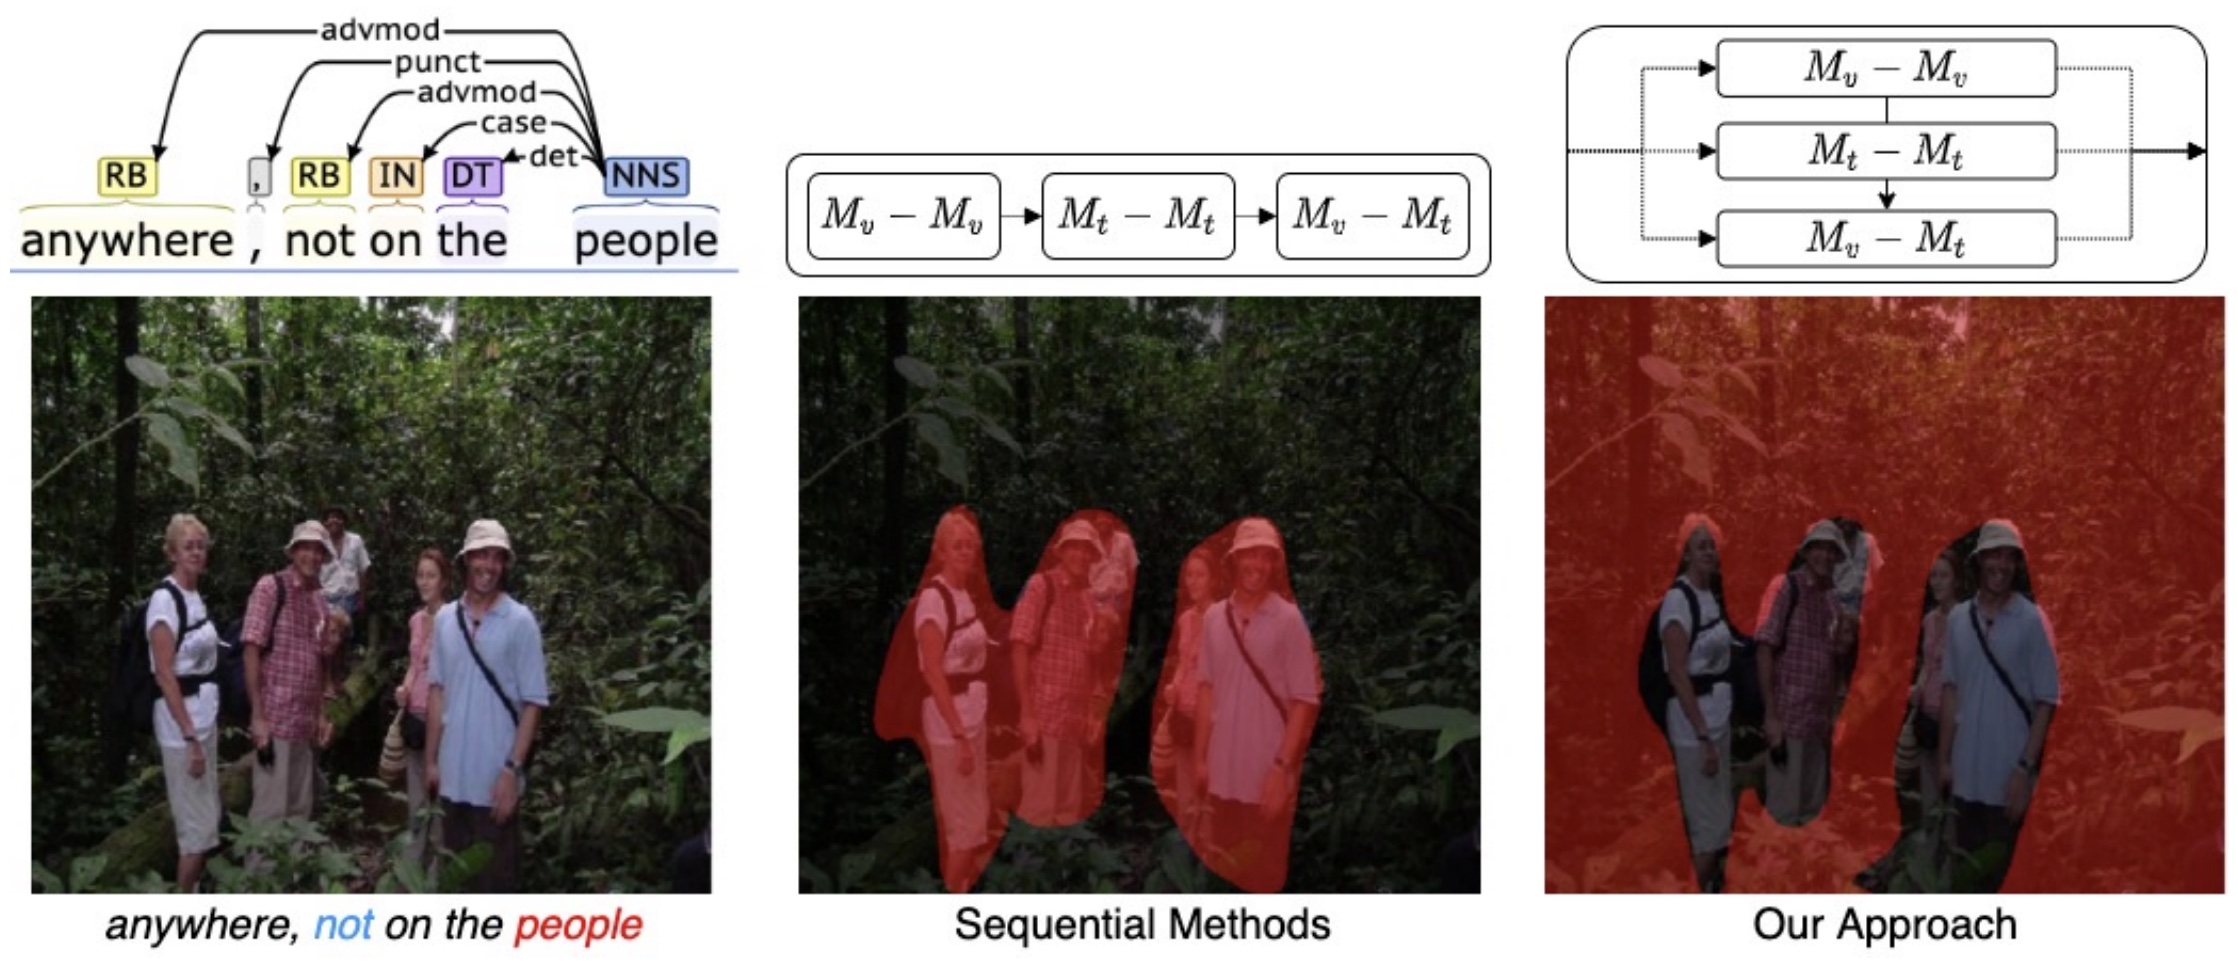 advmod
punct
advmod
case
det
RB , RB IN DT NNS
anywhere , not on the people
M_v − M_v
M_t − M_t
M_v − M_t
M_v − M_v
M_t − M_t
M_v − M_t
anywhere, not on the people
Sequential Methods
Our Approach